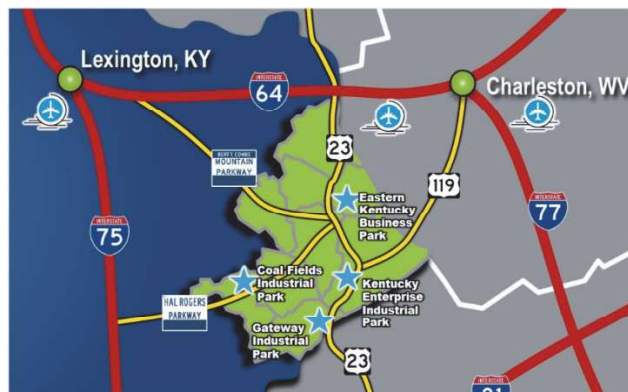 Lexington, KY
Charleston, WV
INTERSTATE
64
23
BERT T. COMBS
MOUNTAIN
PARKWAY
119
INTERSTATE
75
INTERSTATE
77
Eastern
Kentucky
Business
Park
Coal Fields
Industrial
Park
Kentucky
Enterprise
Industrial
Park
HAL ROGERS
PARKWAY
Gateway
Industrial
Park
23
INTERSTATE